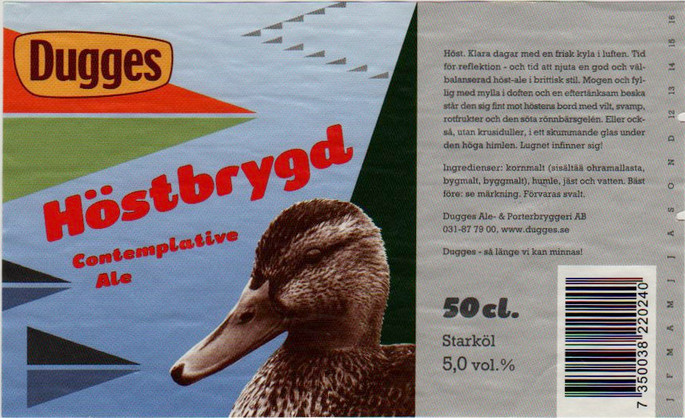 Dugges
Höstbrygd
Contemplative
Ale
Höst. Klara dagar med en frisk kyla i luften. Tid
för reflektion - och tid att njuta en god och väl-
balanserad höst-ale i brittisk stil. Mogen och fyl-
lig med mylla i doften och en eftertänksam beska
står den sig fint mot höstens bord med vilt, svamp,
rotfrukter och den söta rönnbärsgelén. Eller ock-
så, utan krusiduller, i ett skummande glas under
den höga himlen. Lugnet infinner sig!
Ingredienser: kornmalt (sisältää ohramallasta,
bygmalt, byggmalt), humle, jäst och vatten. Bäst
före: se märkning. Förvaras svalt.
Dugges Ale- & Porterbryggeri AB
031-87 79 00, www.dugges.se
Dugges - så länge vi kan minnas!
50 cl.
Starköl
5,0 vol.%
7 350038 220240
J F M A M J J A S O N D 12 13 14 15 16